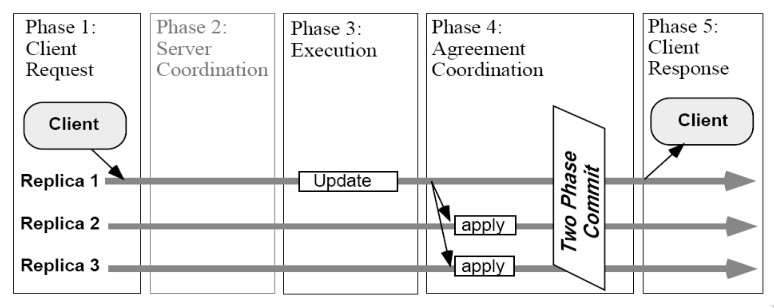 Phase 1:
Client
Request
Phase 2:
Server
Coordination
Phase 3:
Execution
Phase 4:
Agreement
Coordination
Phase 5:
Client
Response
Client
Client
Replica 1
Update
Replica 2
apply
Replica 3
apply
Two Phase
Commit